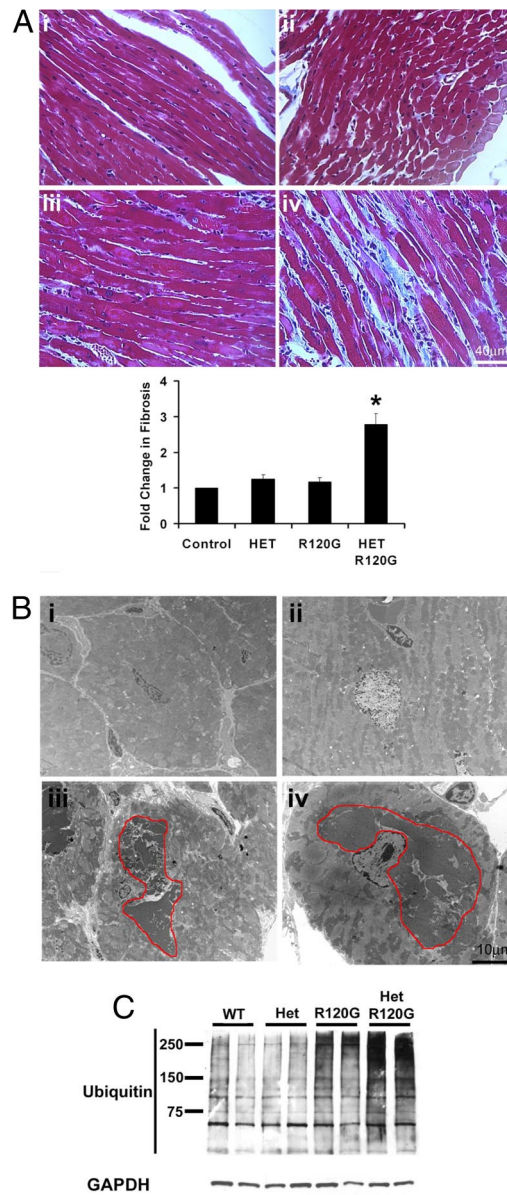 A
i
ii
iii
iv
40μm
Fold Change in Fibrosis
4
3
2
1
0
*
Control
HET
R120G
HET
R120G
B
i
ii
iii
iv
10μm
C
WT
Het
R120G
Het
R120G
Ubiquitin
250
150
75
GAPDH